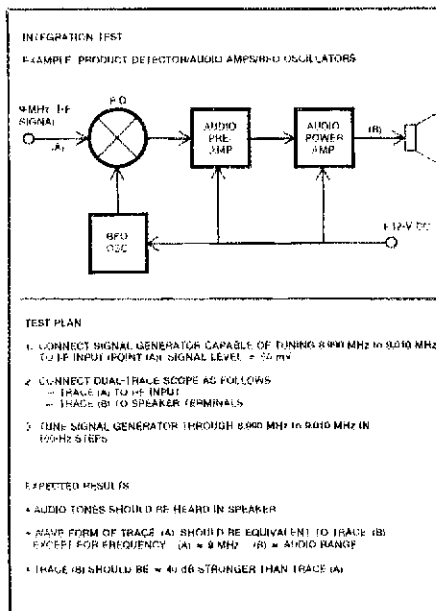 INTEGRATION TEST
EXAMPLE: PRODUCT DETECTOR/AUDIO AMPS/BFO OSCILLATORS
P.D.
9-MHz I-F
SIGNAL
(A)
AUDIO
PRE-
AMP
AUDIO
POWER
AMP
(B)
BFO
OSC
+12-V DC
TEST PLAN
1. CONNECT SIGNAL GENERATOR CAPABLE OF TUNING 8.990 MHz to 9.010 MHz
TO I-F INPUT (POINT (A)). SIGNAL LEVEL = mV
2. CONNECT DUAL-TRACE SCOPE AS FOLLOWS
– TRACE (A) TO I-F INPUT
– TRACE (B) TO SPEAKER TERMINALS
3. TUNE SIGNAL GENERATOR THROUGH 8.990 MHz to 9.010 MHz IN
100-Hz STEPS
EXPECTED RESULTS
• AUDIO TONES SHOULD BE HEARD IN SPEAKER
• WAVE FORM OF TRACE (A) SHOULD BE EQUIVALENT TO TRACE (B)
EXCEPT FOR FREQUENCY (A) = 9 MHz (B) = AUDIO RANGE
• TRACE (B) SHOULD BE ≈ 40 dB STRONGER THAN TRACE (A)